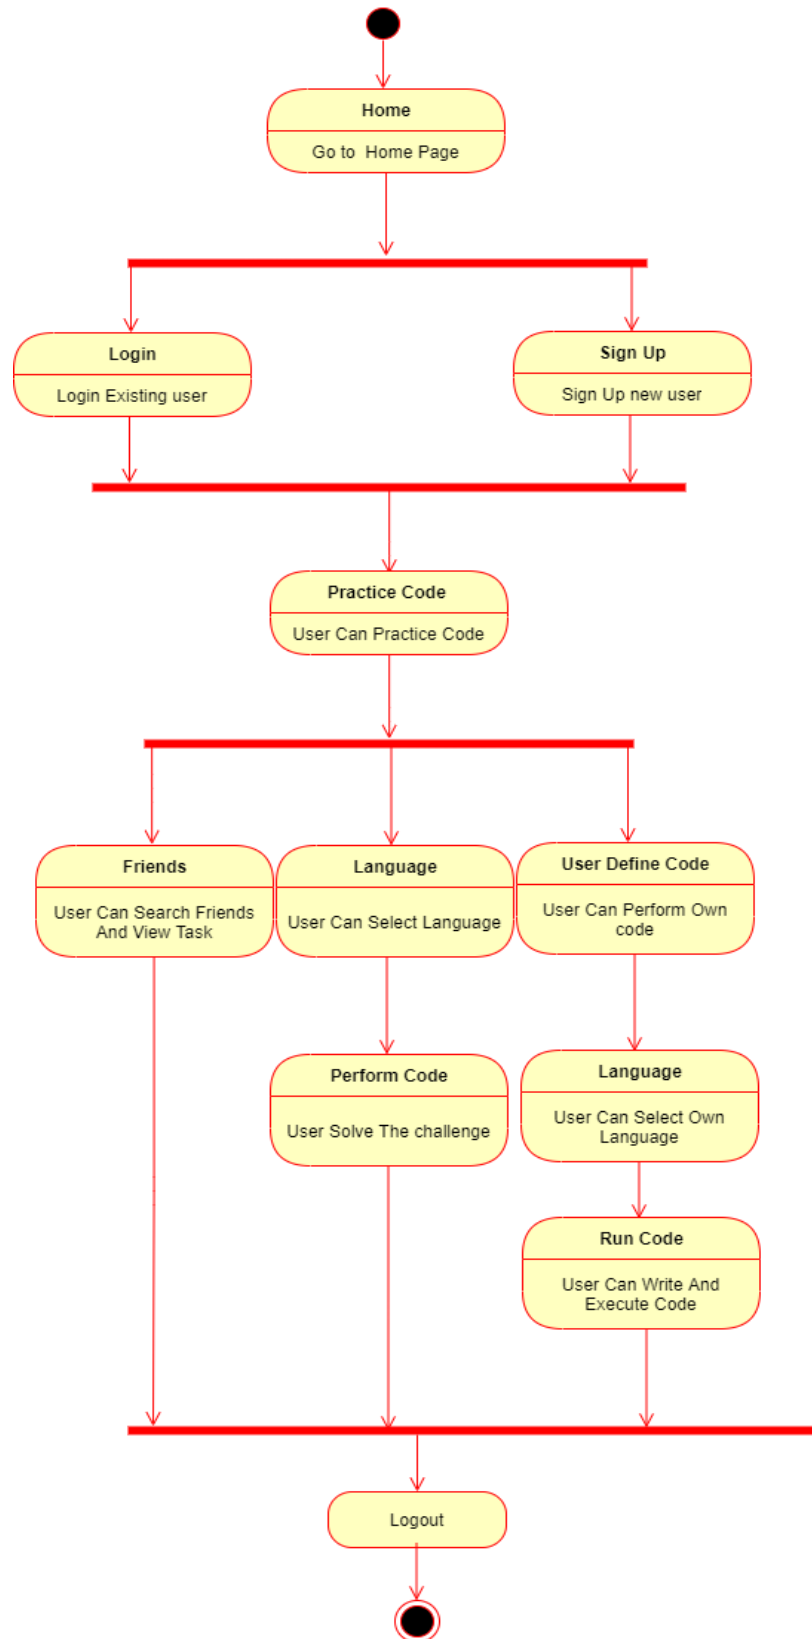 Home
Go to  Home Page
Login
Login Existing user
Sign Up
Sign Up new user
Practice Code
User Can Practice Code
Friends
User Can Search Friends
And View Task
Language
User Can Select Language
User Define Code
User Can Perform Own
code
Perform Code
User Solve The challenge
Language
User Can Select Own
Language
Run Code
User Can Write And
Execute Code
Logout